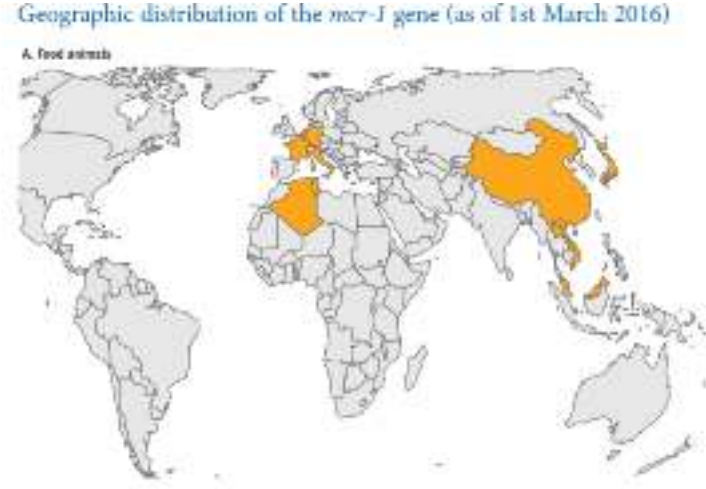 Geographic distribution of the mcr-1 gene (as of 1st March 2016)
A. Food animals